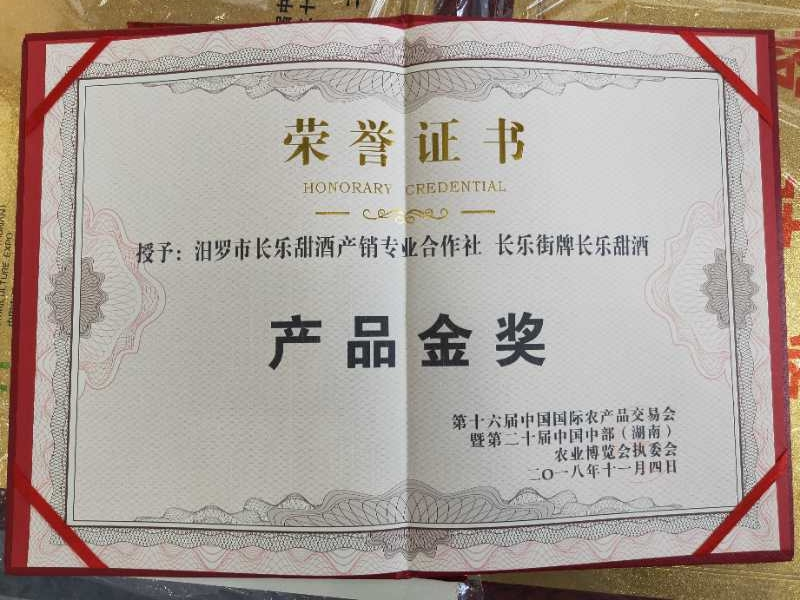 荣誉证书
HONORARY CREDENTIAL
授予：汨罗市长乐甜酒产销专业合作社 长乐街牌长乐甜酒
产品金奖
第十六届中国国际农产品交易会
暨第二十届中国中部（湖南）
农业博览会执委会
二〇一八年十一月四日